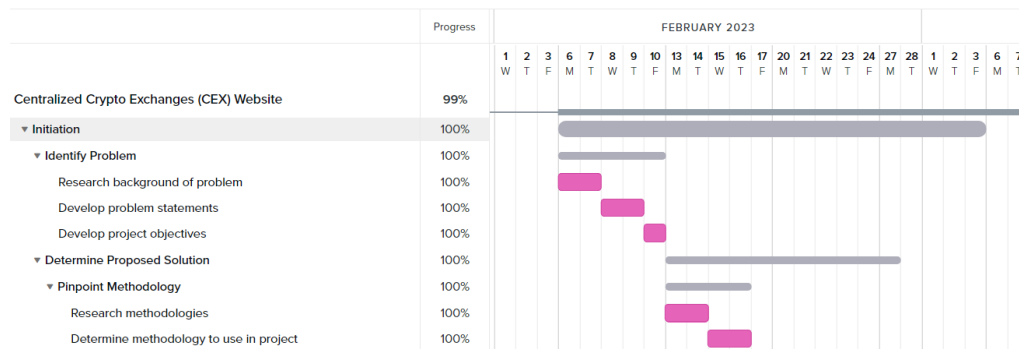 Progress FEBRUARY 2023
1 2 3 6 7 8 9 10 13 14 15 16 17 20 21 22 23 24 27 28 1 2 3 6
W T F M T W T F M T W T F M T W T F M T W T F M
Centralized Crypto Exchanges (CEX) Website 99%
Initiation 100%
Identify Problem 100%
Research background of problem 100%
Develop problem statements 100%
Develop project objectives 100%
Determine Proposed Solution 100%
Pinpoint Methodology 100%
Research methodologies 100%
Determine methodology to use in project 100%